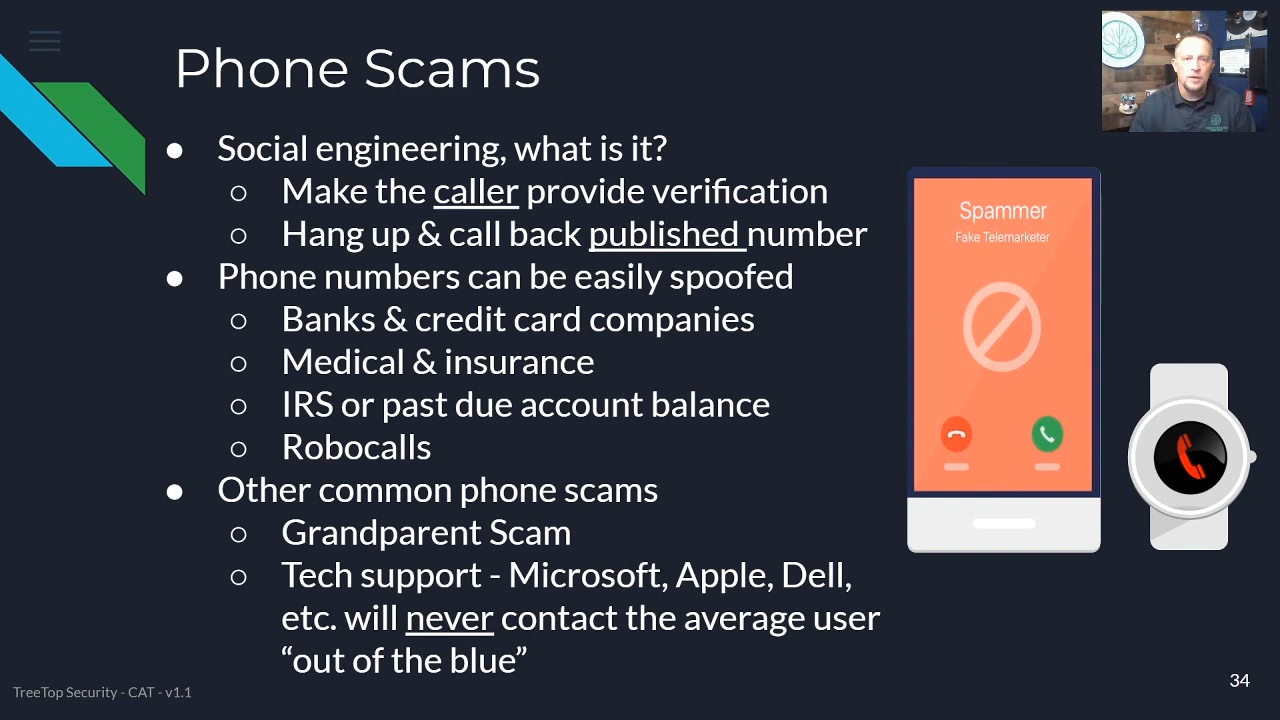 Phone Scams
● Social engineering, what is it?
○ Make the caller provide verification
○ Hang up & call back published number
● Phone numbers can be easily spoofed
○ Banks & credit card companies
○ Medical & insurance
○ IRS or past due account balance
○ Robocalls
● Other common phone scams
○ Grandparent Scam
○ Tech support - Microsoft, Apple, Dell,
etc. will never contact the average user
“out of the blue”
Spammer
Fake Telemarketer
TreeTop Security - CAT - v1.1
34